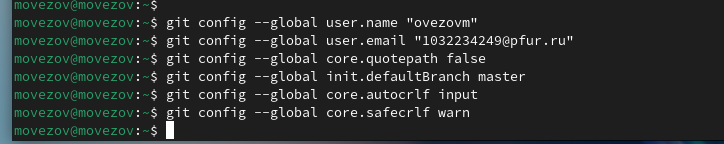 movezov@movezov:~$
movezov@movezov:~$ git config --global user.name "ovezovm"
movezov@movezov:~$ git config --global user.email "1032234249@pfur.ru"
movezov@movezov:~$ git config --global core.quotepath false
movezov@movezov:~$ git config --global init.defaultBranch master
movezov@movezov:~$ git config --global core.autocrlf input
movezov@movezov:~$ git config --global core.safecrlf warn
movezov@movezov:~$